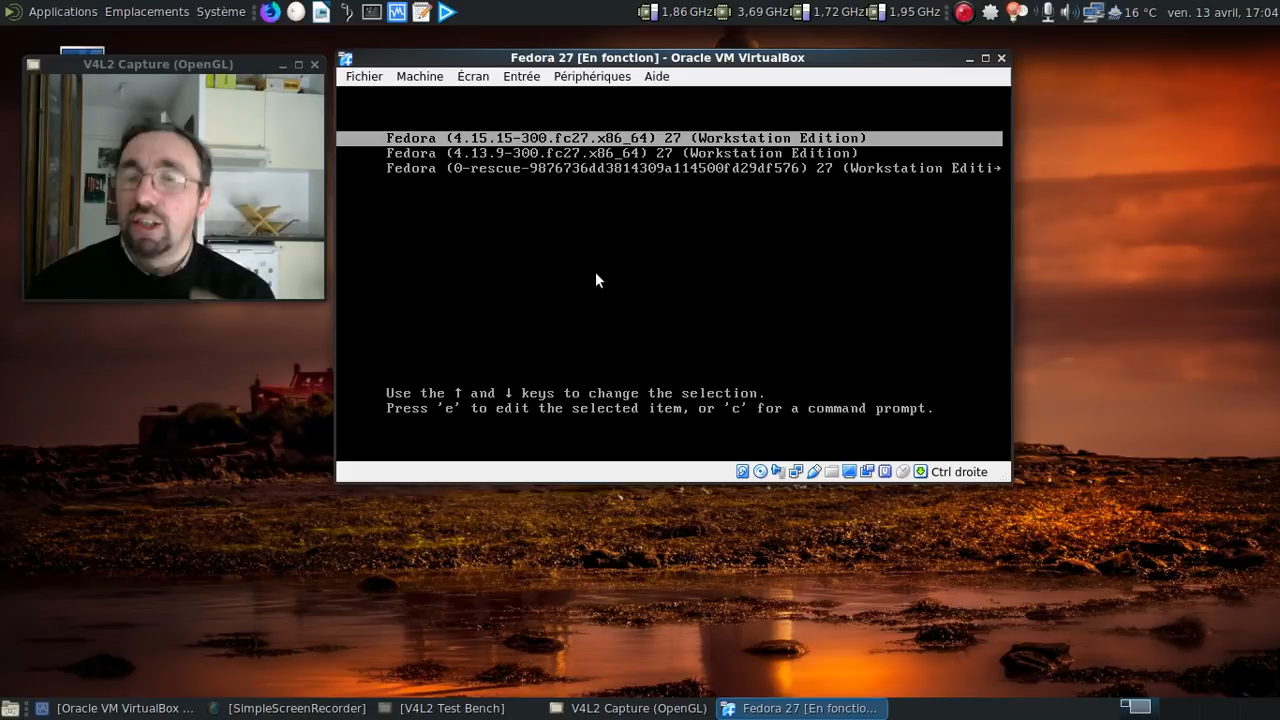 Applications Emplacements Système
1,86 GHz 3,69 GHz 1,72 GHz 1,95 GHz 16 °C ven. 13 avril, 17:04
V4L2 Capture (OpenGL)
Fedora 27 [En fonction] - Oracle VM VirtualBox
Fichier Machine Écran Entrée Périphériques Aide
Fedora (4.15.15-300.fc27.x86_64) 27 (Workstation Edition)
Fedora (4.13.9-300.fc27.x86_64) 27 (Workstation Edition)
Fedora (0-rescue-9876736dd3814309a114500fd29df576) 27 (Workstation Editi→
Use the ↑ and ↓ keys to change the selection.
Press 'e' to edit the selected item, or 'c' for a command prompt.
Ctrl droite
[Oracle VM VirtualBox ... [SimpleScreenRecorder] [V4L2 Test Bench] V4L2 Capture (OpenGL) Fedora 27 [En fonctio...